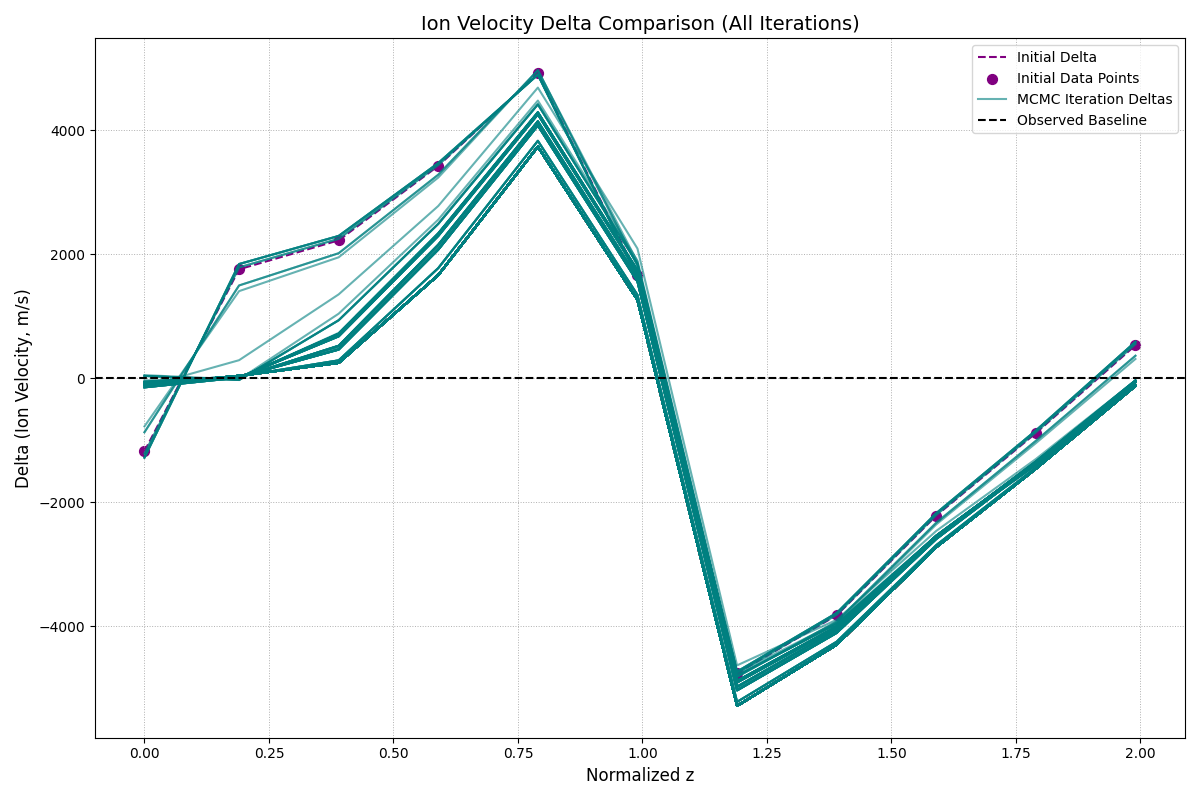 Ion Velocity Delta Comparison (All Iterations)
Initial Delta
Initial Data Points
MCMC Iteration Deltas
Observed Baseline
Delta (Ion Velocity, m/s)
4000
2000
0
−2000
−4000
0.00 0.25 0.50 0.75 1.00 1.25 1.50 1.75 2.00
Normalized z